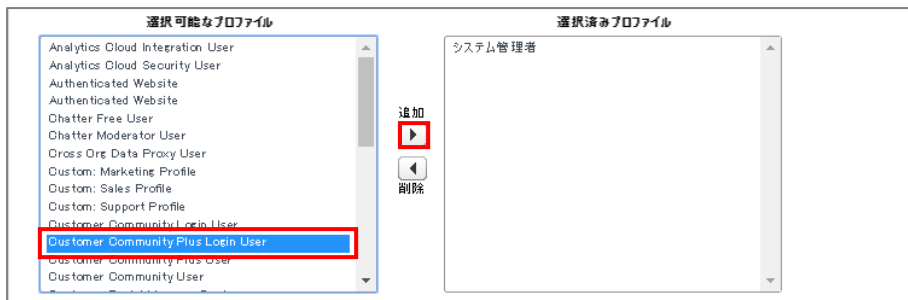 選択可能なプロファイル
Analytics Cloud Integration User
Analytics Cloud Security User
Authenticated Website
Authenticated Website
Chatter Free User
Chatter Moderator User
Cross Org Data Proxy User
Custom: Marketing Profile
Custom: Sales Profile
Custom: Support Profile
Customer Community Login User
Customer Community Plus Login User
Customer Community Plus User
Customer Community User
追加
削除
選択済みプロファイル
システム管理者